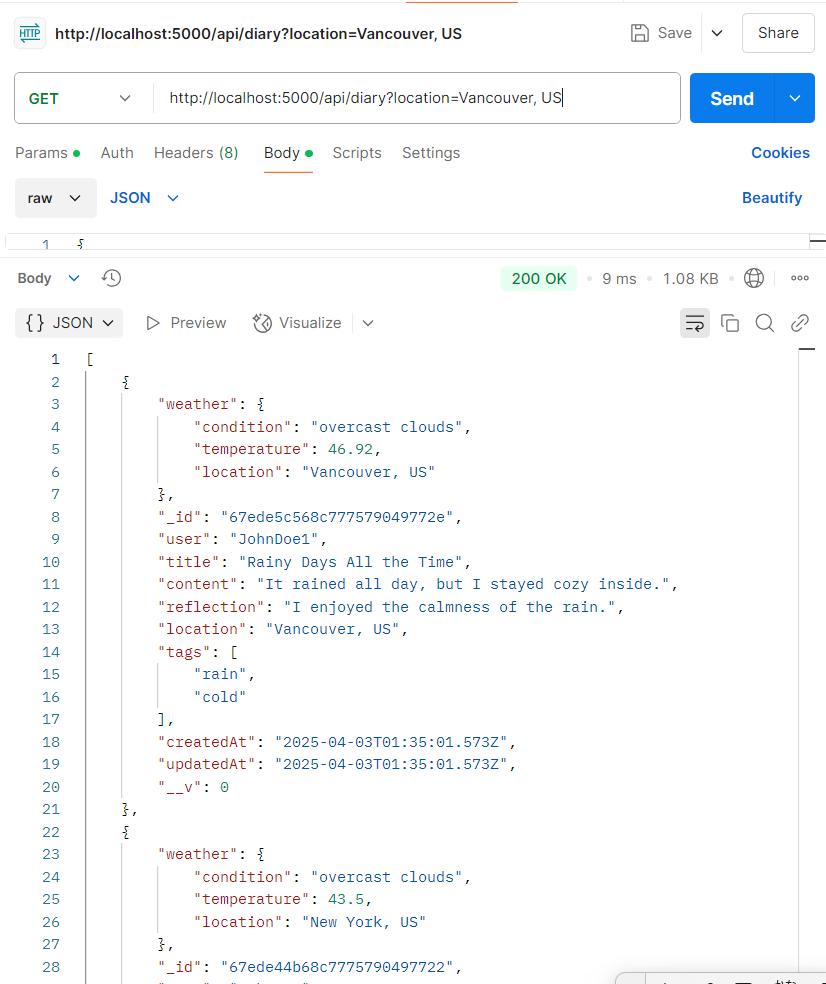 HTTP http://localhost:5000/api/diary?location=Vancouver, US Save Share
GET http://localhost:5000/api/diary?location=Vancouver, US Send
Params Auth Headers (8) Body Scripts Settings Cookies
raw JSON Beautify
1 {
Body 200 OK 9 ms 1.08 KB
{} JSON Preview Visualize
1 [
2 {
3 "weather": {
4 "condition": "overcast clouds",
5 "temperature": 46.92,
6 "location": "Vancouver, US"
7 },
8 "_id": "67ede5c568c777579049772e",
9 "user": "JohnDoe1",
10 "title": "Rainy Days All the Time",
11 "content": "It rained all day, but I stayed cozy inside.",
12 "reflection": "I enjoyed the calmness of the rain.",
13 "location": "Vancouver, US",
14 "tags": [
15 "rain",
16 "cold"
17 ],
18 "createdAt": "2025-04-03T01:35:01.573Z",
19 "updatedAt": "2025-04-03T01:35:01.573Z",
20 "__v": 0
21 },
22 {
23 "weather": {
24 "condition": "overcast clouds",
25 "temperature": 43.5,
26 "location": "New York, US"
27 },
28 "_id": "67ede44b68c7775790497722",